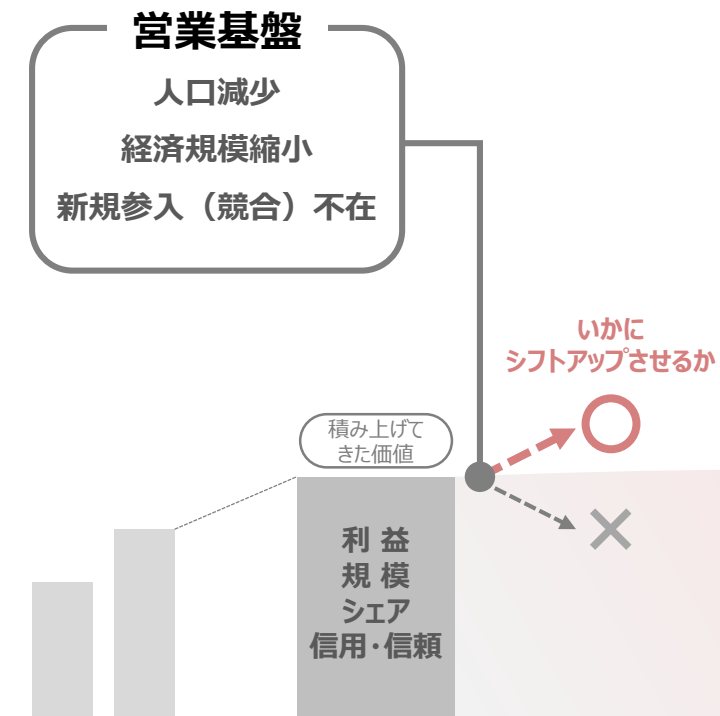 営業基盤
人口減少
経済規模縮小
新規参入（競合）不在
いかに
シフトアップさせるか
積み上げて
きた価値
利 益
規 模
シェア
信用・信頼